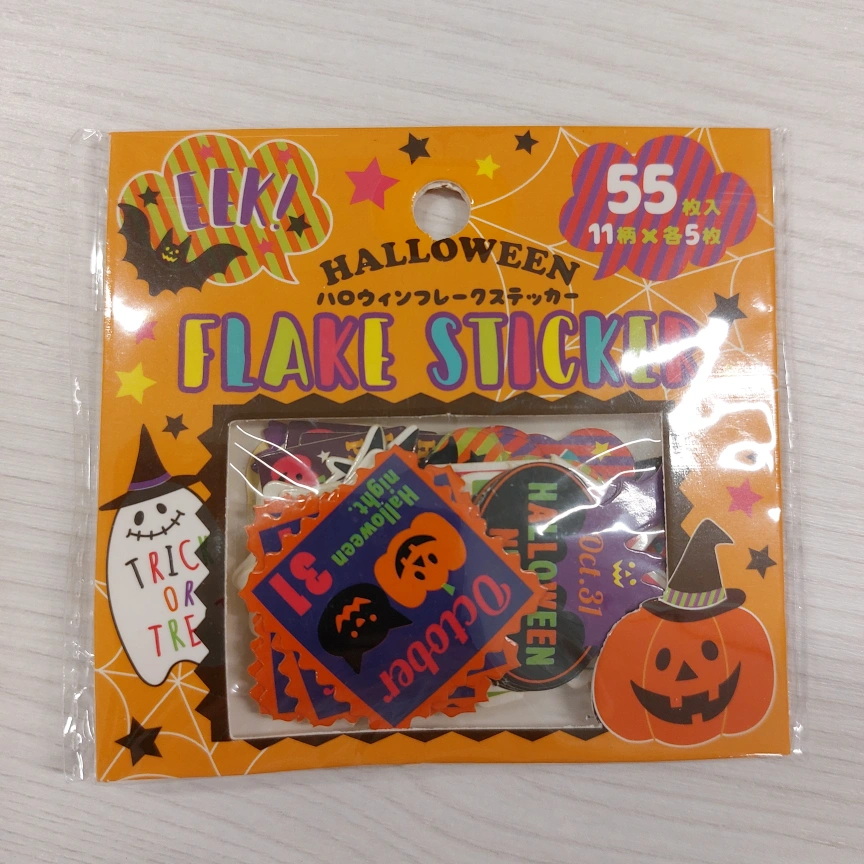 EEK!
55枚入
11柄×各5枚
HALLOWEEN
ハロウィンフレークステッカー
FLAKE STICKER
TRICK
OR
TRE
Halloween
night.
31
October
HALLOWEEN
Oct.31